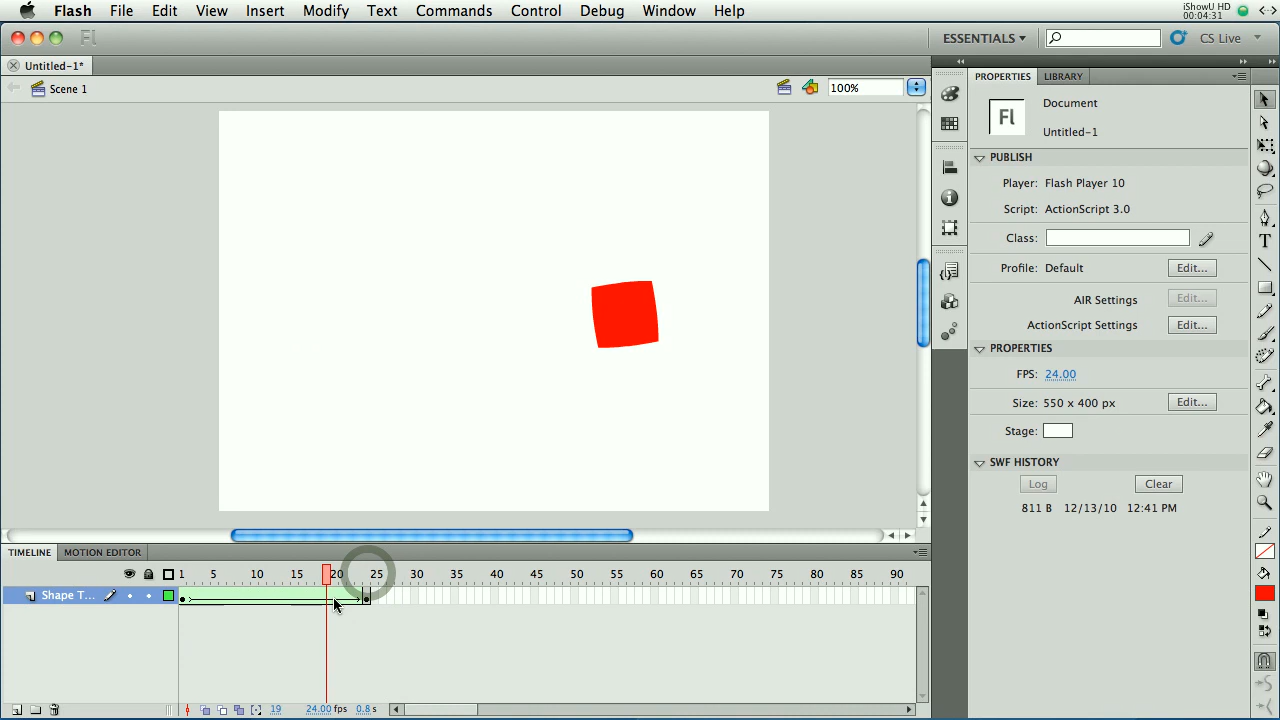 Flash File Edit View Insert Modify Text Commands Control Debug Window Help iShowU HD
00:04:31
Fl ESSENTIALS CS Live
Untitled-1*
Scene 1 100%
PROPERTIES LIBRARY
Fl Document
Untitled-1
PUBLISH
Player: Flash Player 10
Script: ActionScript 3.0
Class:
Profile: Default Edit...
AIR Settings Edit...
ActionScript Settings Edit...
PROPERTIES
FPS: 24.00
Size: 550 x 400 px Edit...
Stage:
SWF HISTORY
Log Clear
811 B 12/13/10 12:41 PM
TIMELINE MOTION EDITOR
1 5 10 15 20 25 30 35 40 45 50 55 60 65 70 75 80 85 90
Shape T...
19 24.00 fps 0.8 s